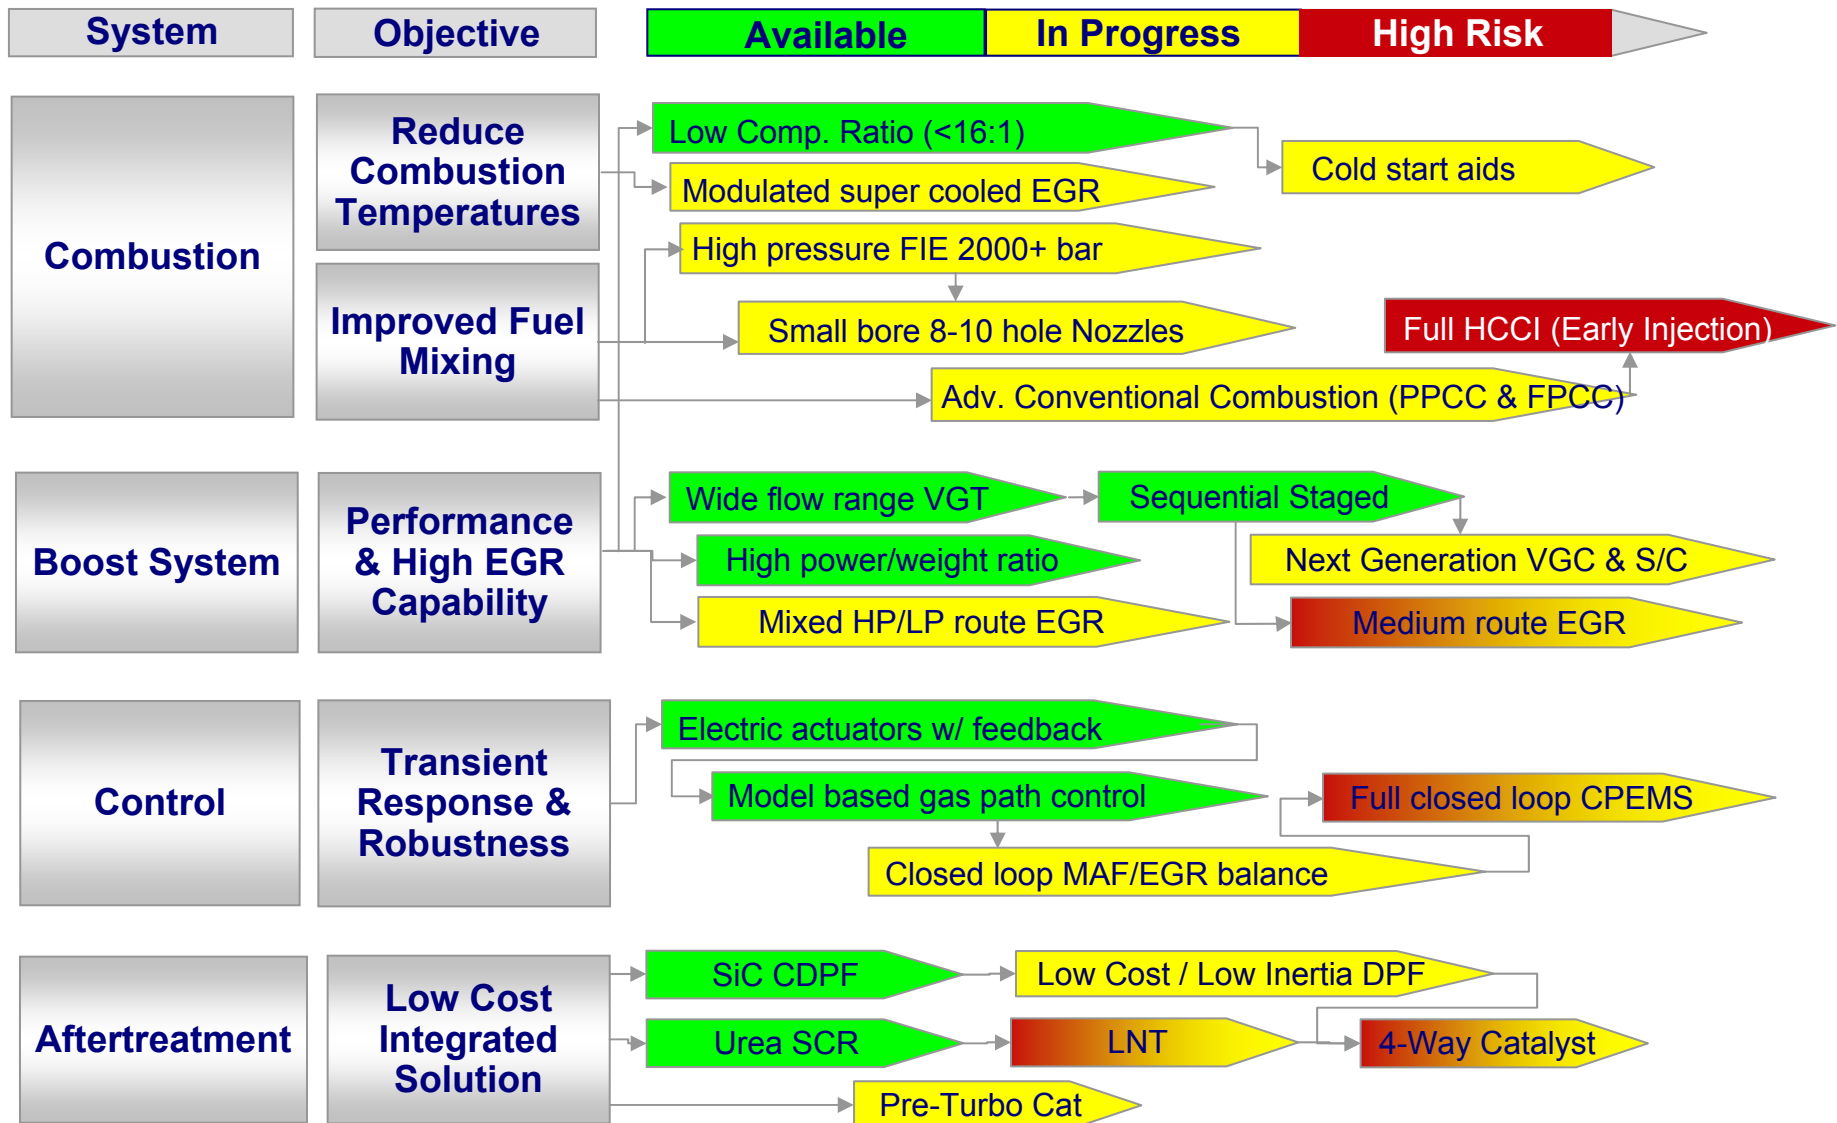 System
Objective
Available
In Progress
High Risk
Combustion
Reduce
Combustion
Temperatures
Low Comp. Ratio (<16:1)
Cold start aids
Modulated super cooled EGR
Improved Fuel
Mixing
High pressure FIE 2000+ bar
Small bore 8-10 hole Nozzles
Full HCCI (Early Injection)
Adv. Conventional Combustion (PPCC & FPCC)
Boost System
Performance
& High EGR
Capability
Wide flow range VGT
Sequential Staged
High power/weight ratio
Next Generation VGC & S/C
Mixed HP/LP route EGR
Medium route EGR
Control
Transient
Response &
Robustness
Electric actuators w/ feedback
Model based gas path control
Full closed loop CPEMS
Closed loop MAF/EGR balance
Aftertreatment
Low Cost
Integrated
Solution
SiC CDPF
Low Cost / Low Inertia DPF
Urea SCR
LNT
4-Way Catalyst
Pre-Turbo Cat